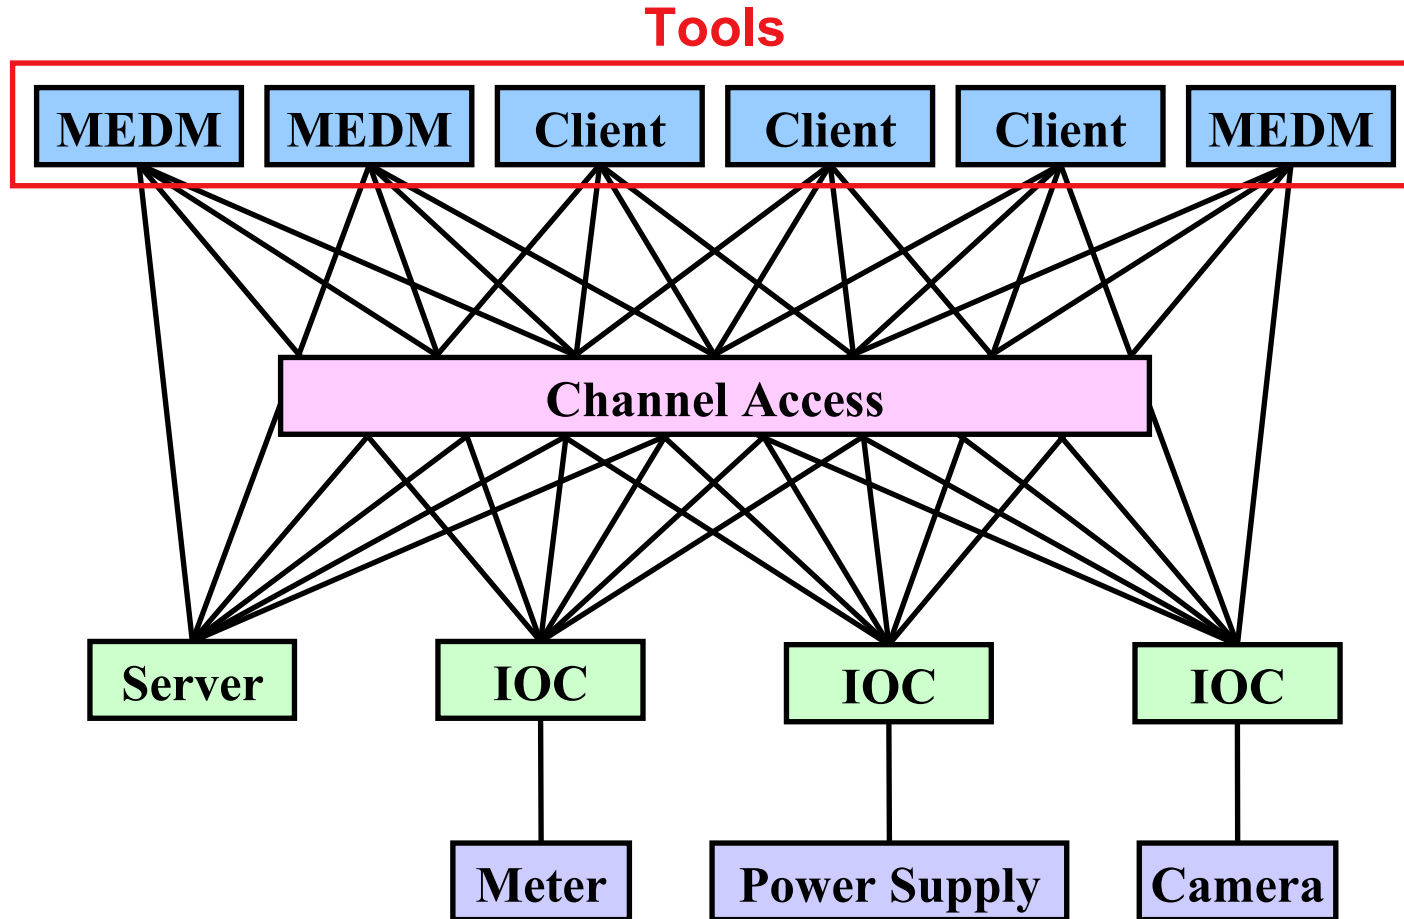 Tools
MEDM MEDM Client Client Client MEDM
Channel Access
Server IOC IOC IOC
Meter Power Supply Camera